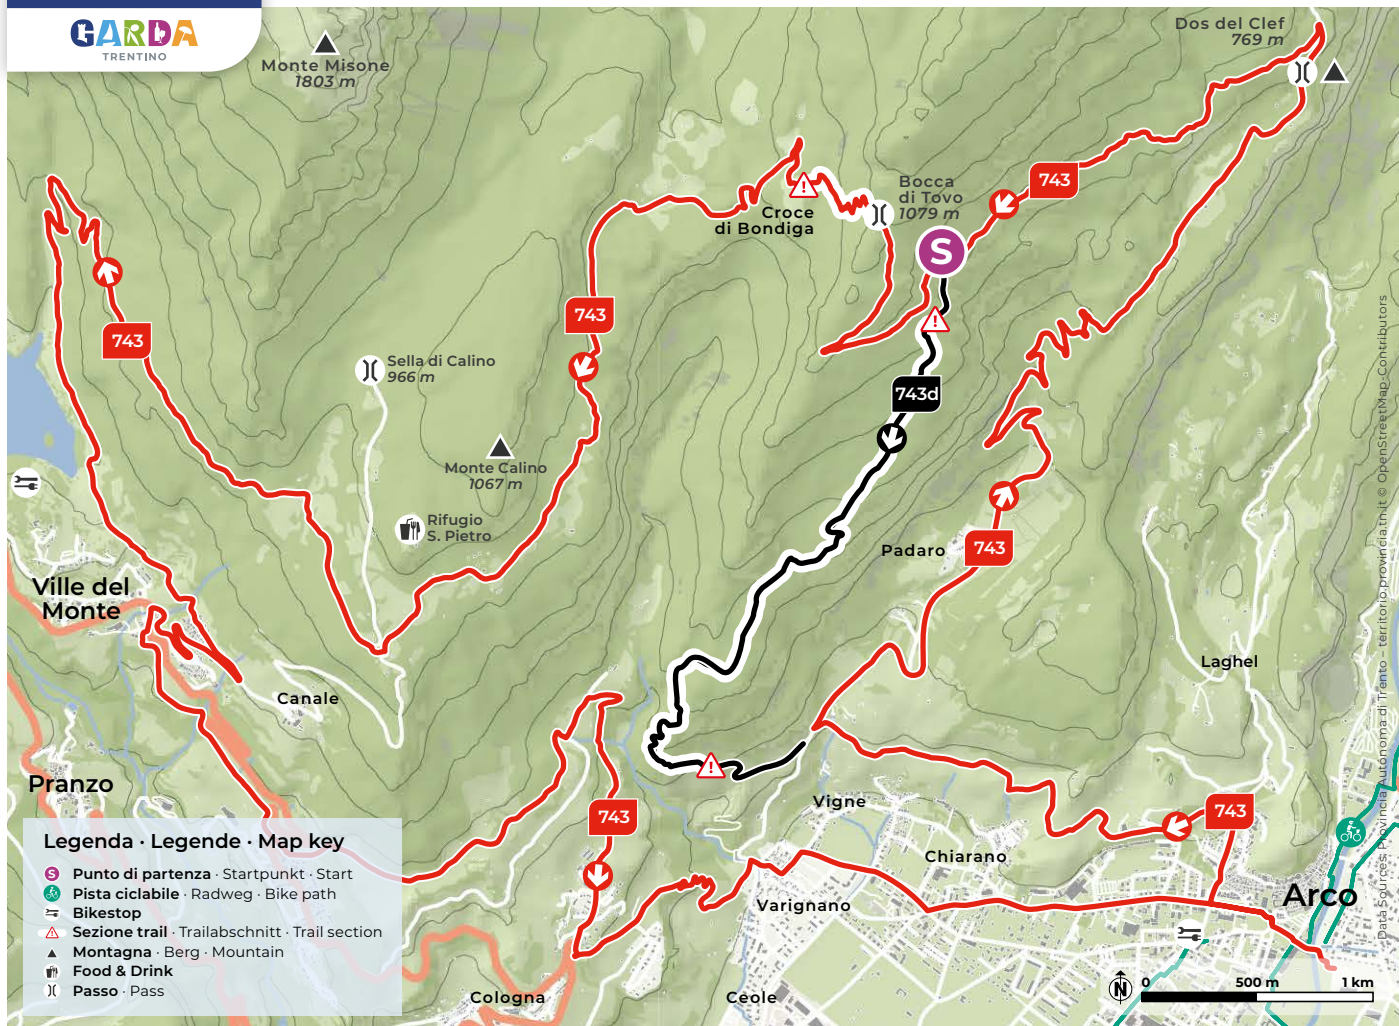 GARDA
TRENTINO
Monte Misone
1803 m
Dos del Clef
769 m
743
Bocca
di Tovo
1079 m
Croce
di Bondiga
S
743
743
Sella di Calino
966 m
743d
Monte Calino
1067 m
Rifugio
S. Pietro
Padaro
743
Ville del
Monte
Laghel
Canale
Pranzo
Vigne
743
743
Chiarano
Arco
Varignano
Cologna
Ceole
Legenda · Legende · Map key
S Punto di partenza · Startpunkt · Start
Pista ciclabile · Radweg · Bike path
Bikestop
Sezione trail · Trailabschnitt · Trail section
Montagna · Berg · Mountain
Food & Drink
Passo · Pass
N
0 500 m 1 km
Data Sources: Provincia Autonoma di Trento – territorio.provincia.tn.it © OpenStreetMap-Contributors